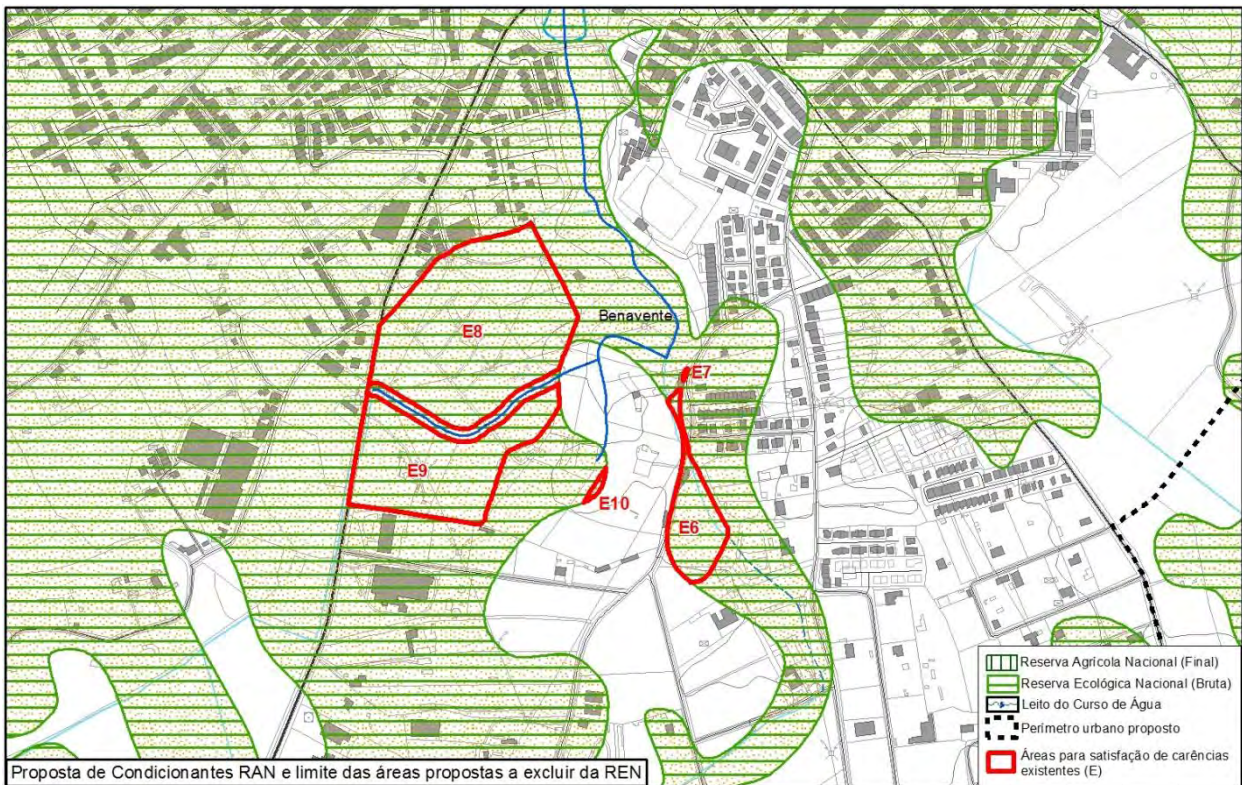 E8
Benavente
E7
E9
E10
E6
Reserva Agrícola Nacional (Final)
Reserva Ecológica Nacional (Bruta)
Leito do Curso de Água
Perímetro urbano proposto
Áreas para satisfação de carências
existentes (E)
Proposta de Condicionantes RAN e limite das áreas propostas a excluir da REN